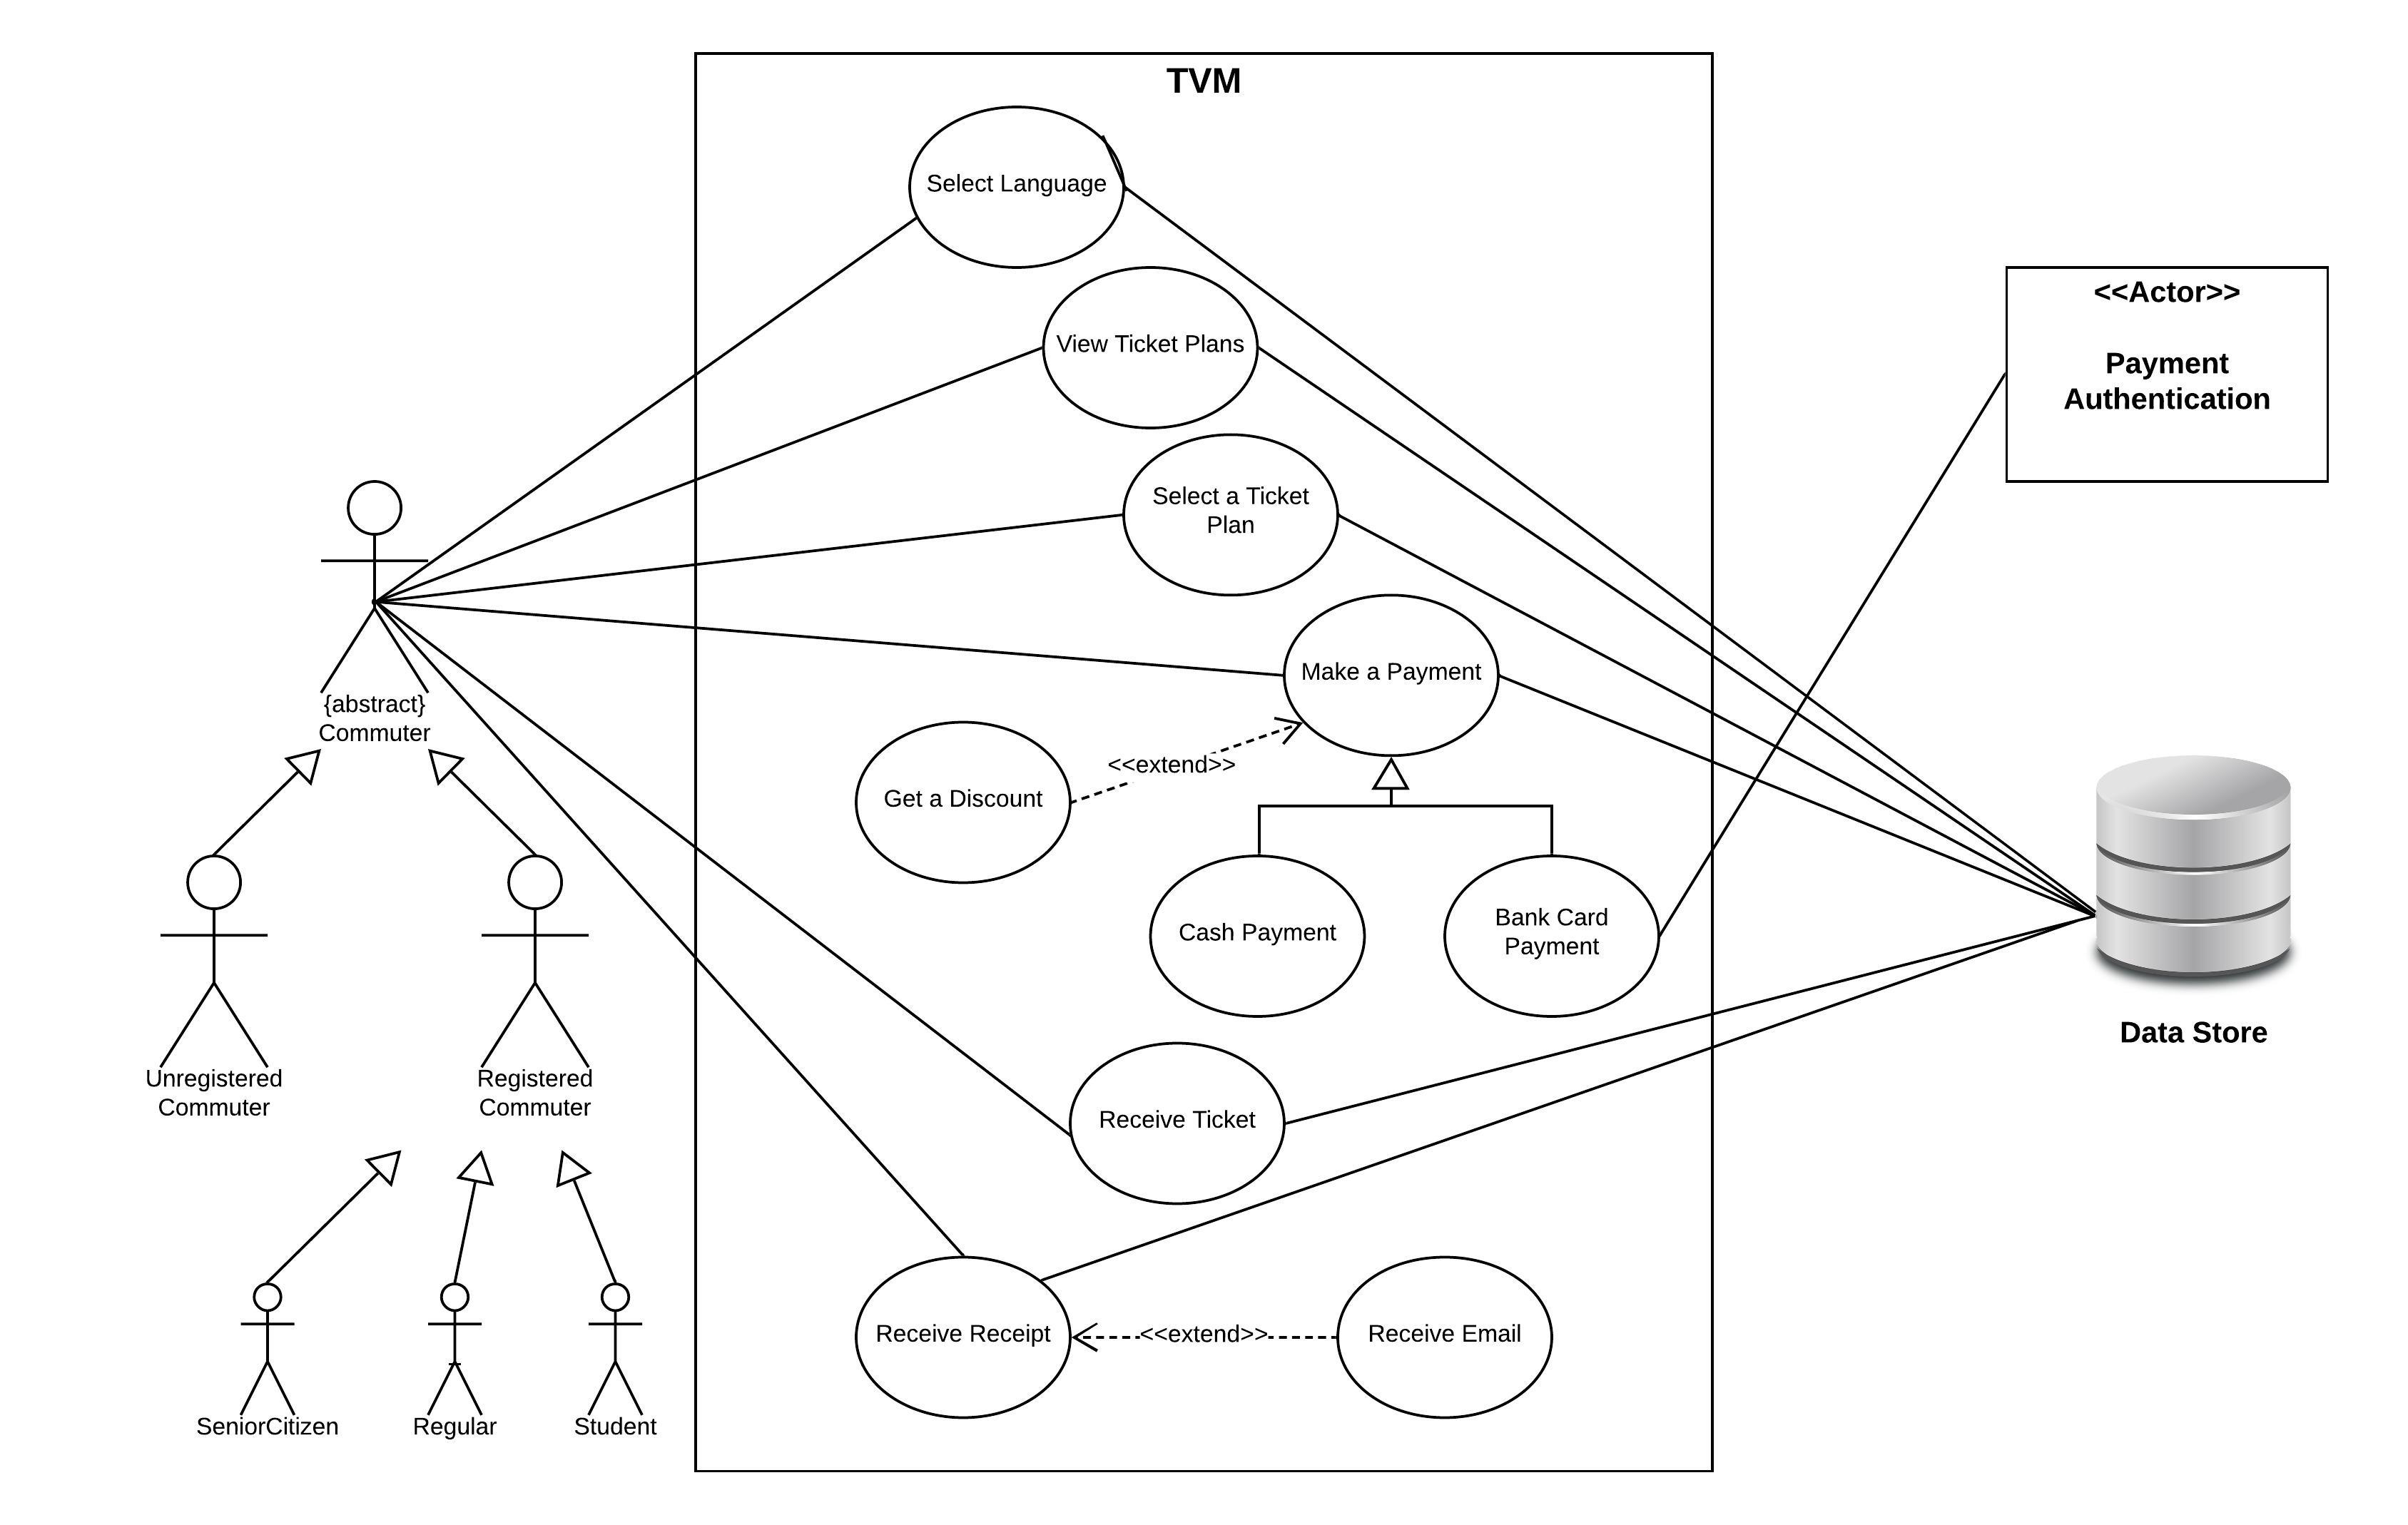 TVM
Select Language
View Ticket Plans
Select a Ticket
Plan
Make a Payment
<<extend>>
Get a Discount
Cash Payment
Bank Card
Payment
Receive Ticket
Receive Receipt
<<extend>>
Receive Email
{abstract}
Commuter
Unregistered
Commuter
Registered
Commuter
SeniorCitizen
Regular
Student
<<Actor>>
Payment
Authentication
Data Store